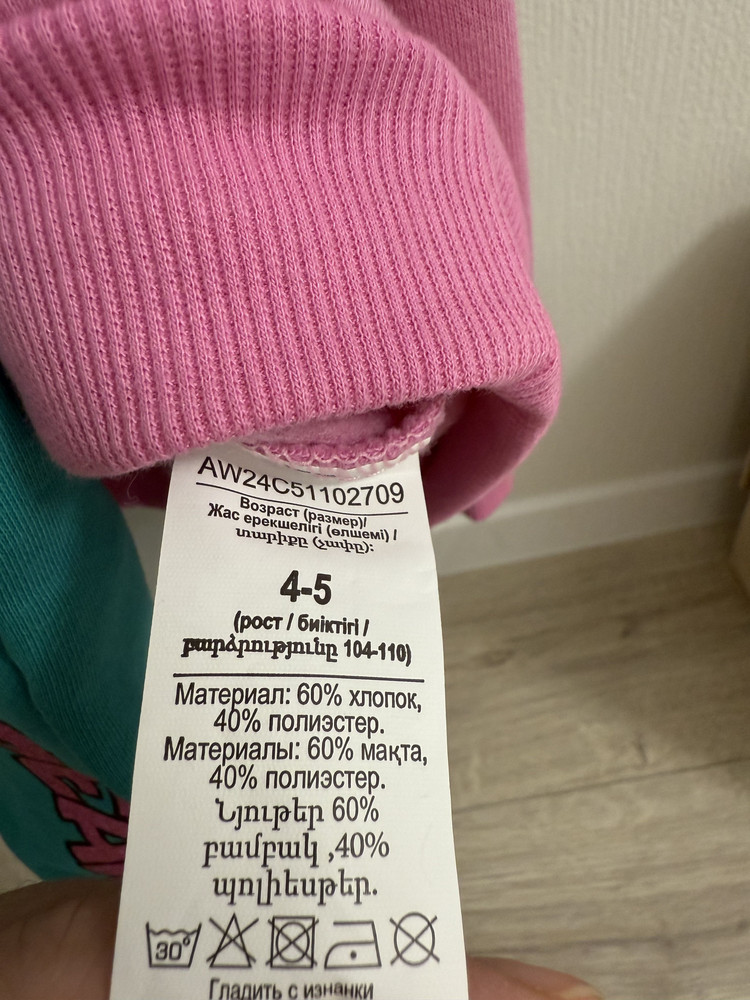 AW24C51102709
Возраст (размер)/
Жас ерекшелігі (өлшемі) /
տարիքը (չափը):
4-5
(рост / биіктігі /
բարձրությունը 104-110)
Материал: 60% хлопок,
40% полиэстер.
Материалы: 60% мақта,
40% полиэстер.
Նյութեր 60%
բամբակ ,40%
պոլիեսթեր.
30°
Гладить с изнанки